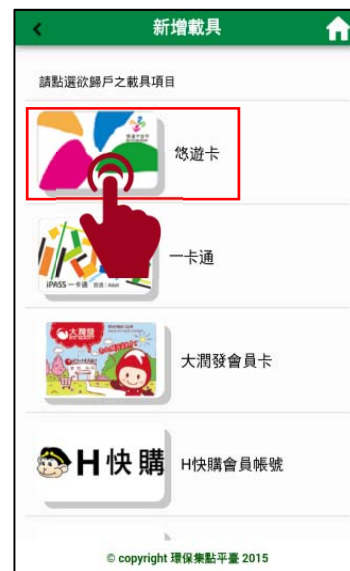 新增載具
請點選欲歸戶之載具項目
悠遊卡
iPASS 一卡通
一卡通
大潤發
大潤發會員卡
H快購
H快購會員帳號
© copyright 環保集點平臺 2015